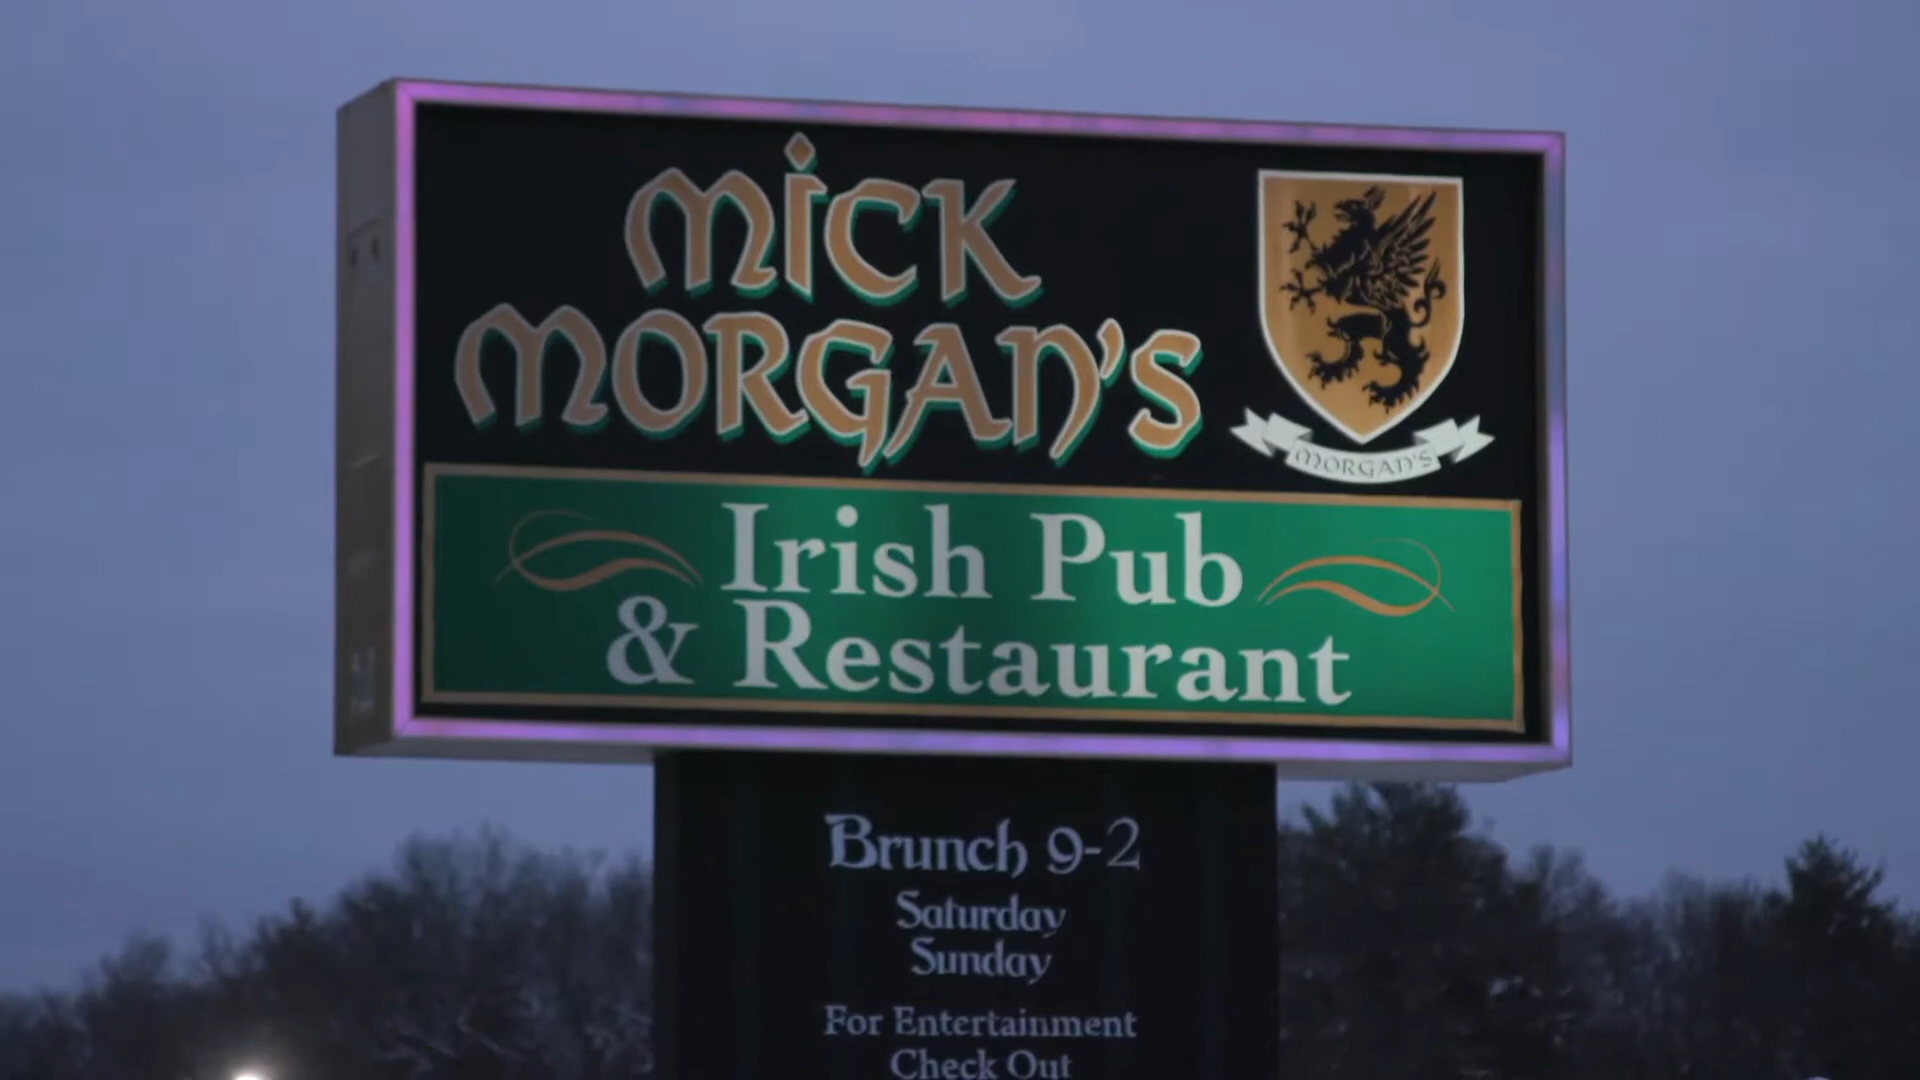 MICK
MORGAN'S
MORGAN'S
Irish Pub
& Restaurant
Brunch 9-2
Saturday
Sunday
For Entertainment
Check Out